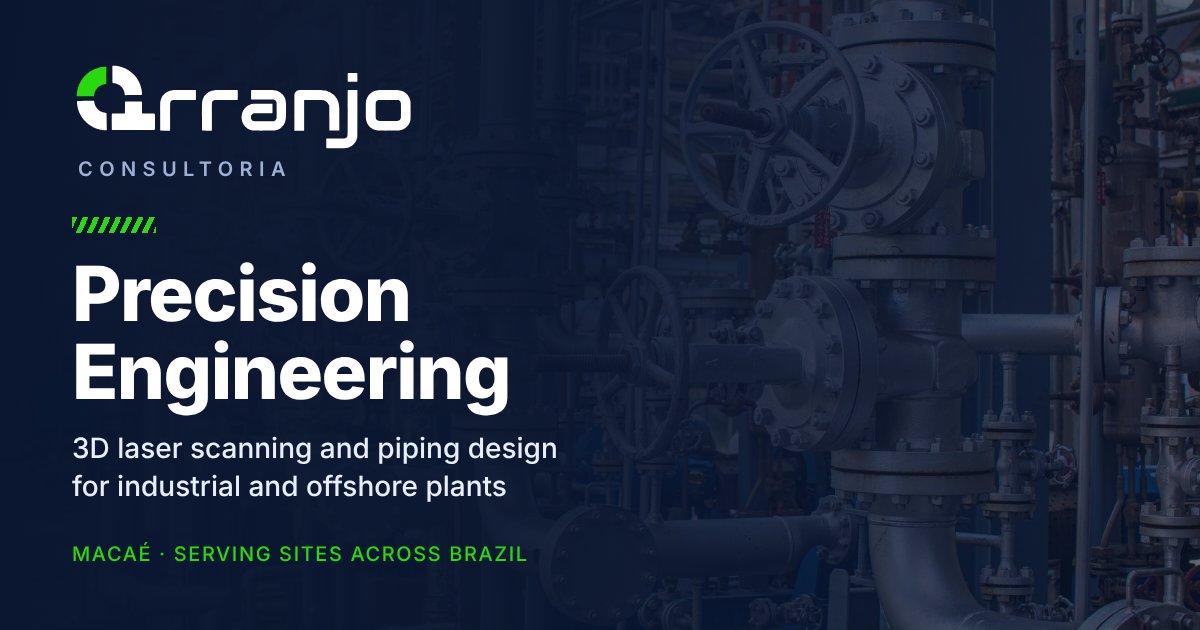 arranjo
CONSULTORIA
Precision
Engineering
3D laser scanning and piping design
for industrial and offshore plants
MACAÉ · SERVING SITES ACROSS BRAZIL